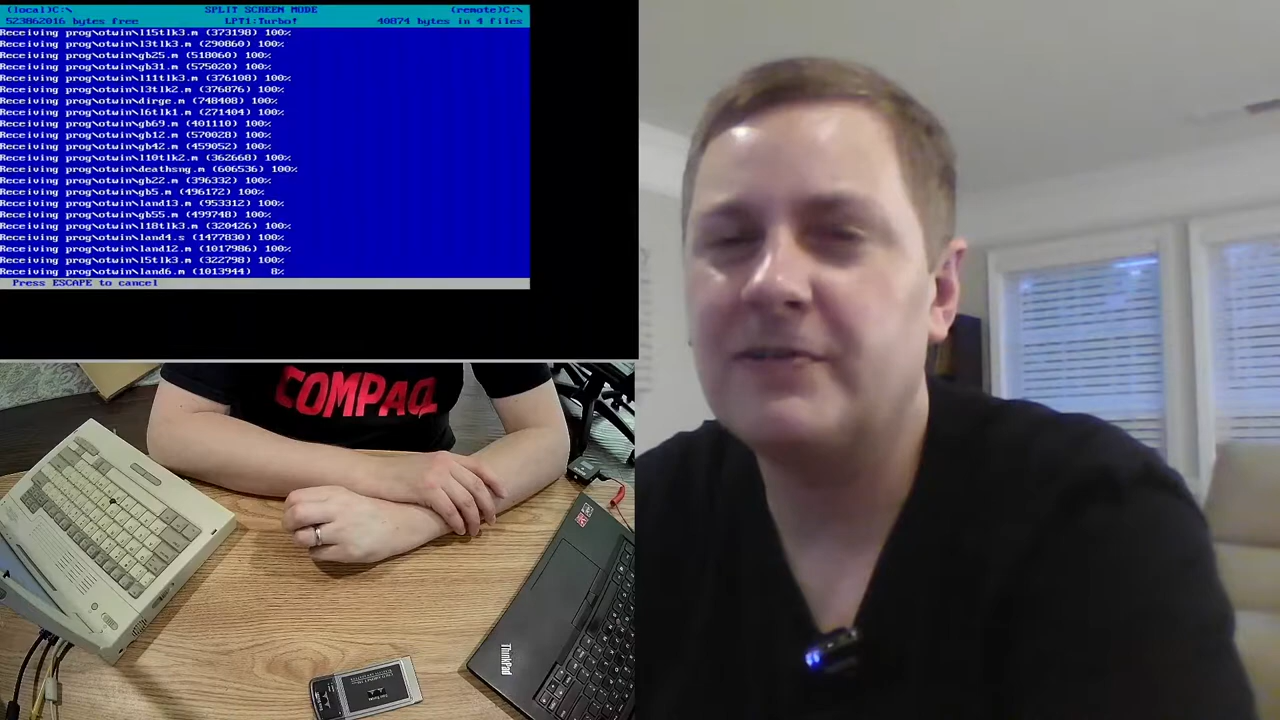 (local)C:\ SPLIT SCREEN MODE (remote)C:\
523862016 bytes free LPT1:Turbo! 40874 bytes in 4 files
Receiving prog\otwin\l15tlk3.m (373198) 100%
Receiving prog\otwin\l3tlk3.m (290860) 100%
Receiving prog\otwin\gb25.m (518060) 100%
Receiving prog\otwin\gb31.m (575020) 100%
Receiving prog\otwin\l11tlk3.m (376108) 100%
Receiving prog\otwin\l3tlk2.m (376876) 100%
Receiving prog\otwin\dirge.m (748408) 100%
Receiving prog\otwin\l6tlk1.m (271404) 100%
Receiving prog\otwin\gb69.m (401110) 100%
Receiving prog\otwin\gb12.m (570028) 100%
Receiving prog\otwin\gb42.m (459052) 100%
Receiving prog\otwin\l10tlk2.m (362668) 100%
Receiving prog\otwin\deathsng.m (606536) 100%
Receiving prog\otwin\gb22.m (396332) 100%
Receiving prog\otwin\gb5.m (496172) 100%
Receiving prog\otwin\land13.m (953312) 100%
Receiving prog\otwin\gb55.m (499748) 100%
Receiving prog\otwin\l18tlk3.m (320426) 100%
Receiving prog\otwin\land4.s (1477830) 100%
Receiving prog\otwin\land12.m (1017986) 100%
Receiving prog\otwin\l5tlk3.m (322798) 100%
Receiving prog\otwin\land6.m (1013944) 8%
Press ESCAPE to cancel
COMPAQ
ThinkPad